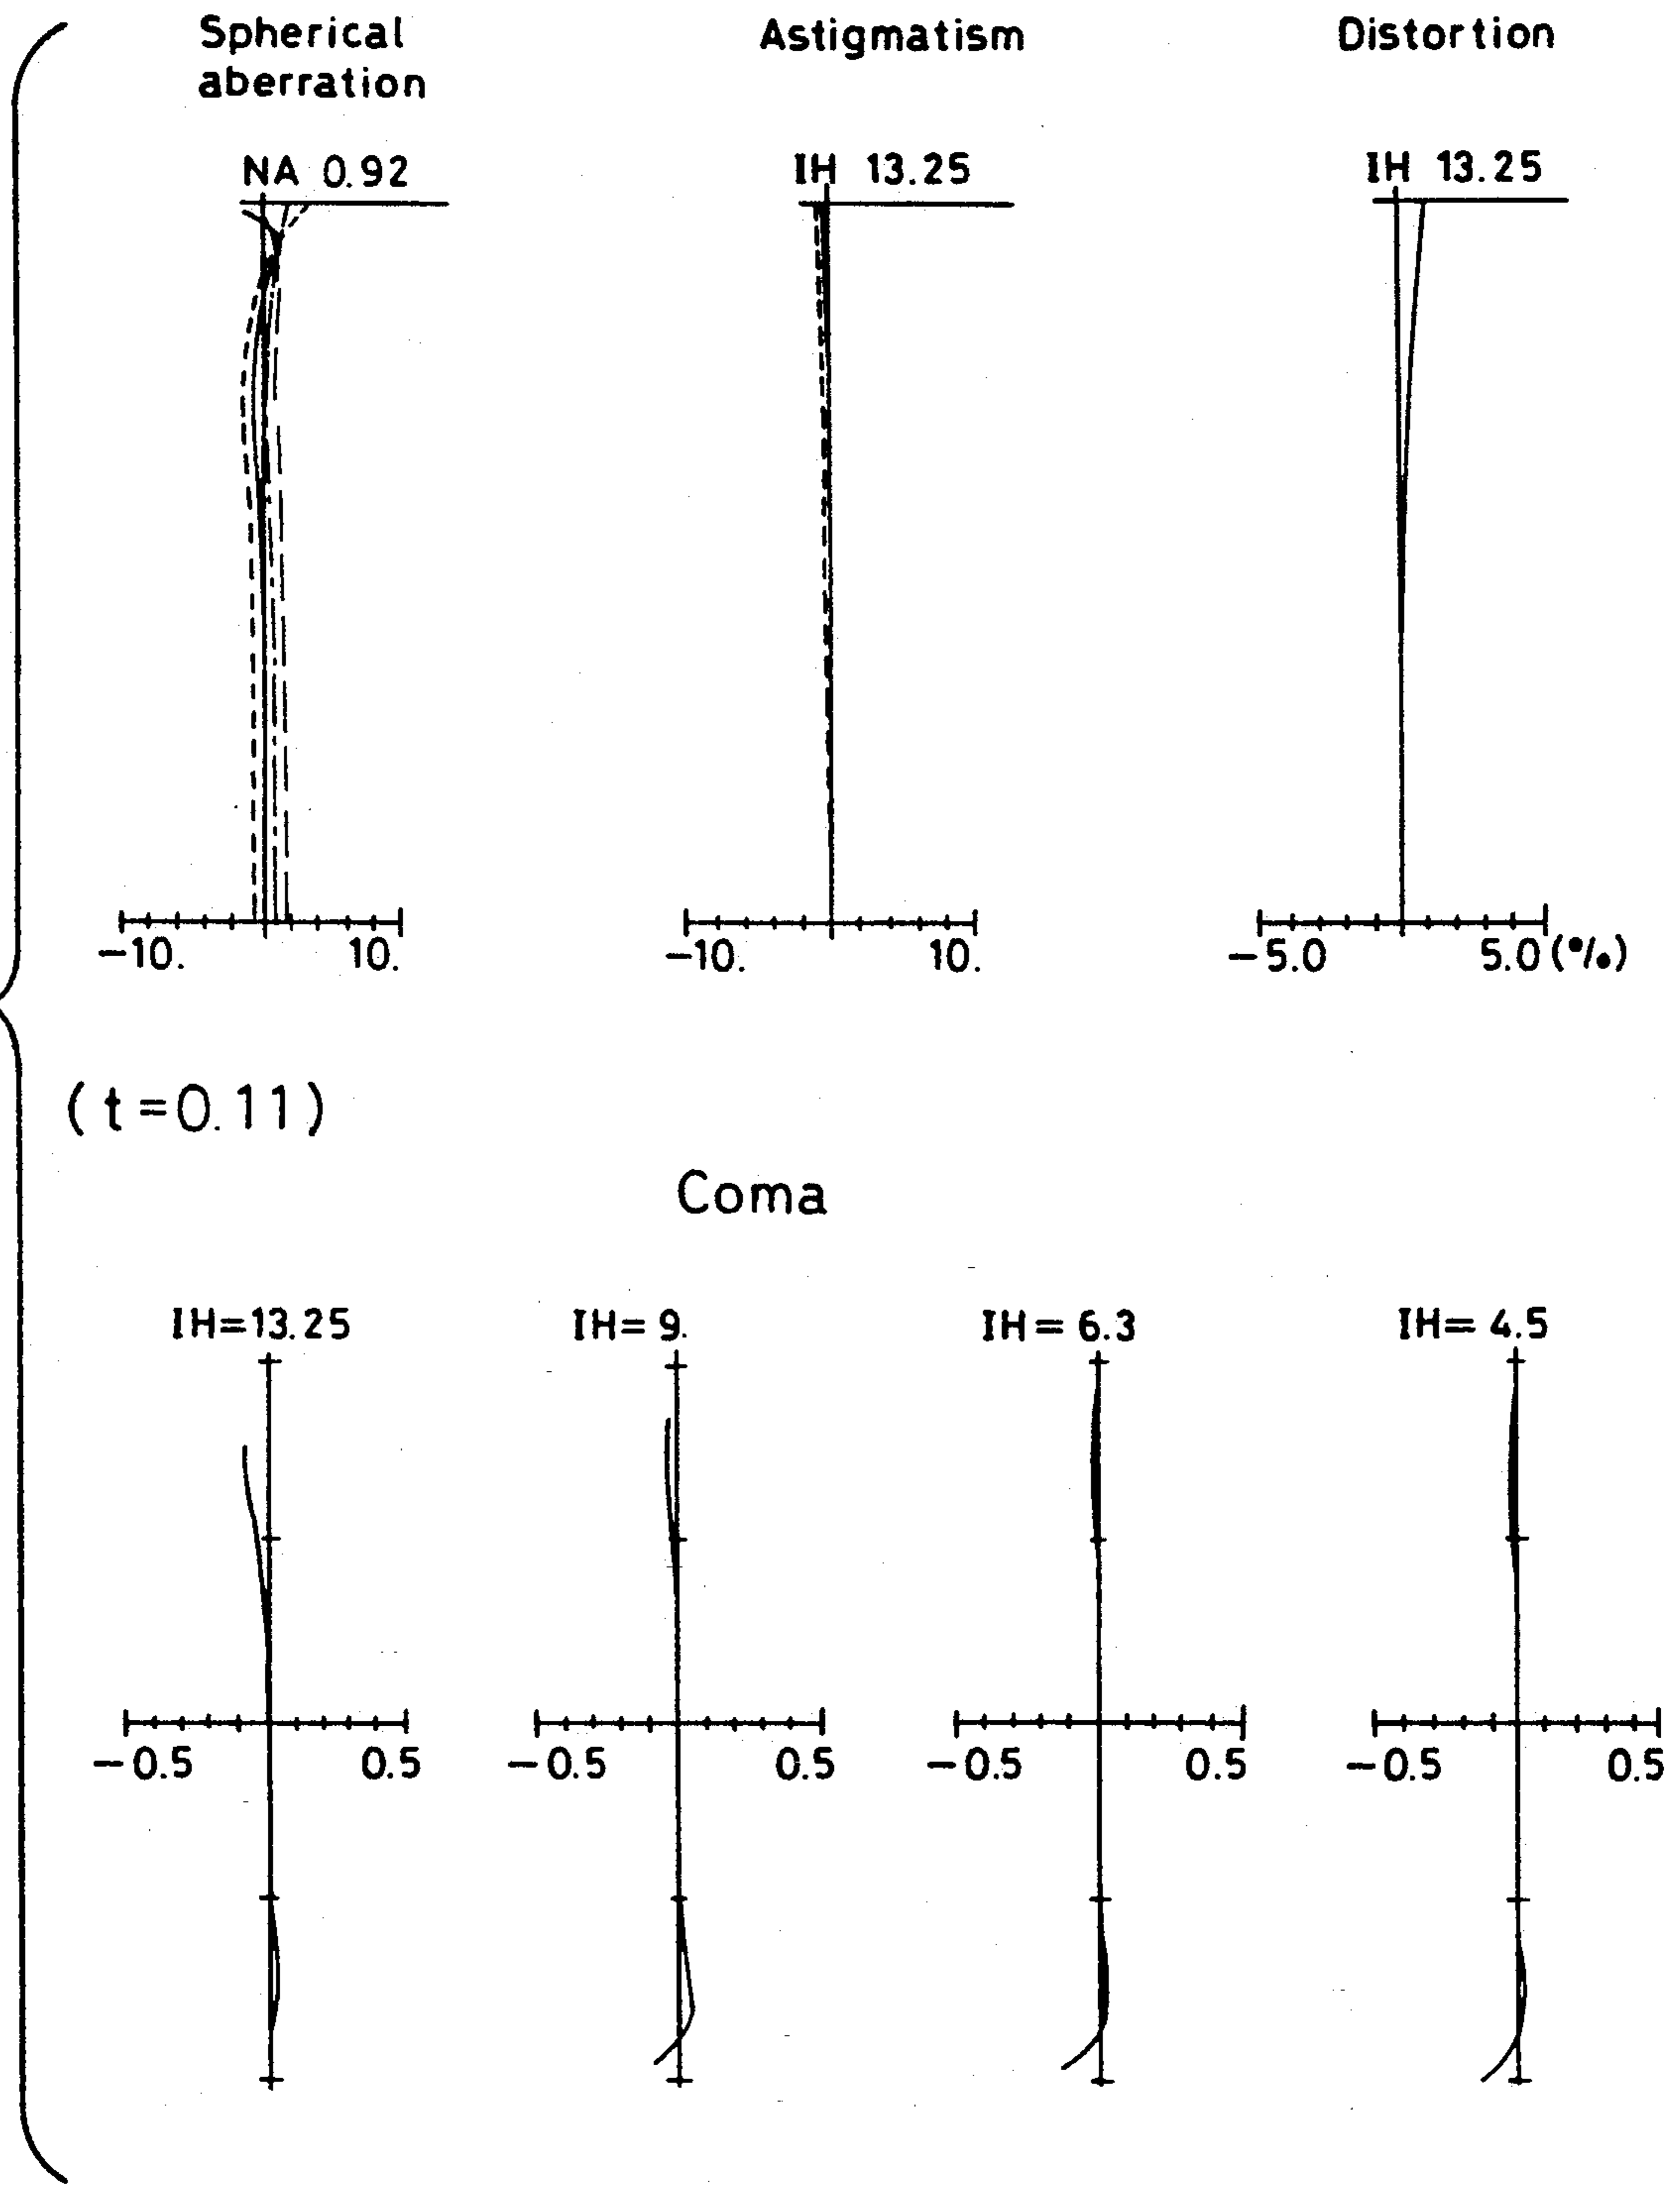 Spherical
aberration
Astigmatism
Distortion
NA 0.92
IH 13.25
IH 13.25
−10. 10.
−10. 10.
−5.0 5.0(%)
(t=0.11)
Coma
IH=13.25
IH=9.
IH=6.3
IH=4.5
−0.5 0.5
−0.5 0.5
−0.5 0.5
−0.5 0.5